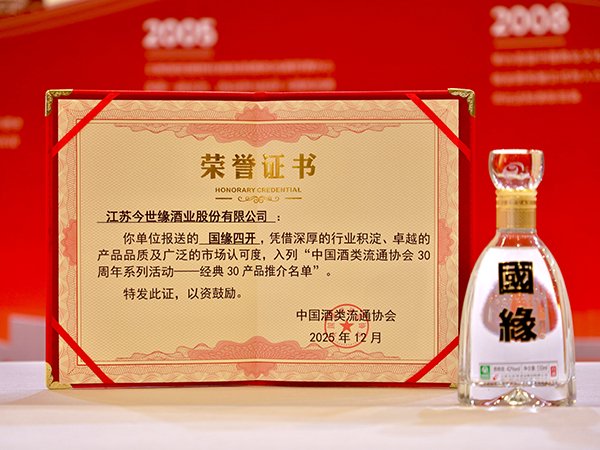 2005
2008
荣誉证书
HONORARY CREDENTIAL
江苏今世缘酒业股份有限公司：
你单位报送的 国缘四开，凭借深厚的行业积淀、卓越的
产品品质及广泛的市场认可度，入列“中国酒类流通协会 30
周年系列活动——经典 30 产品推介名单”。
特发此证，以资鼓励。
中国酒类流通协会
2025 年 12 月
國緣